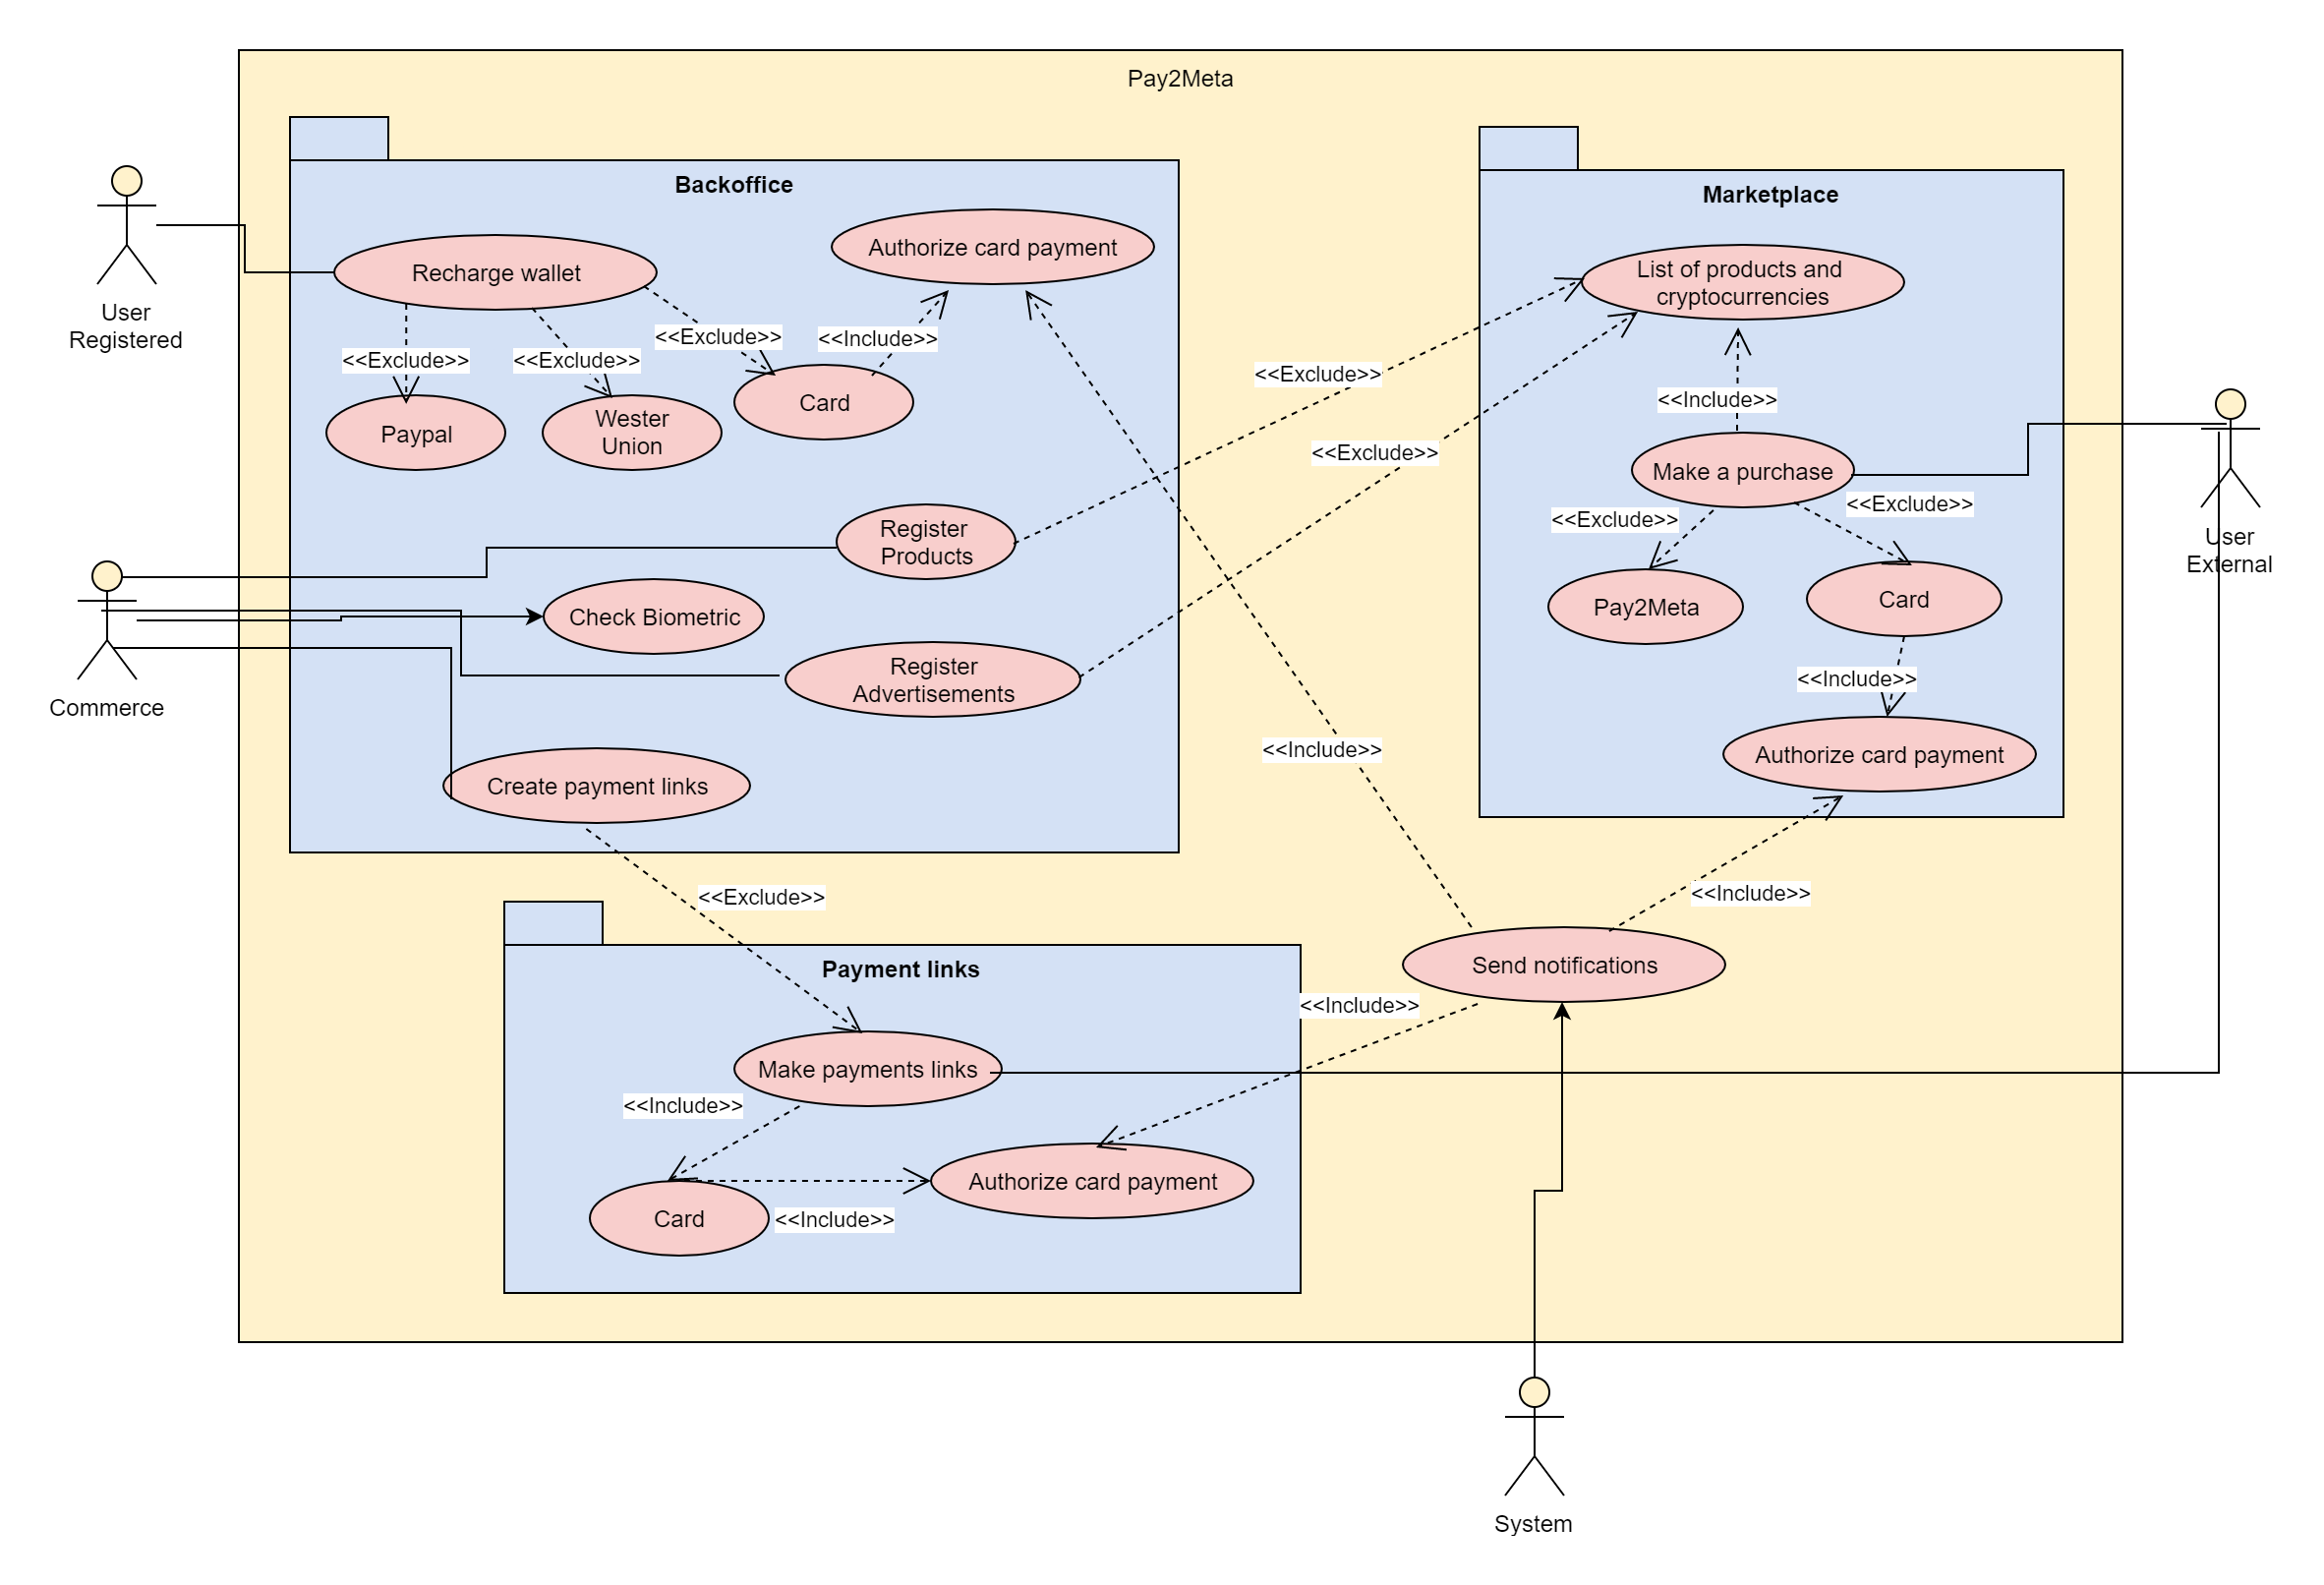 Pay2Meta
Backoffice
Marketplace
User
Registered
Recharge wallet
Authorize card payment
<<Exclude>>
<<Exclude>>
<<Exclude>>
<<Include>>
Paypal
Wester
Union
Card
List of products and
cryptocurrencies
<<Exclude>>
<<Exclude>>
<<Include>>
Make a purchase
<<Exclude>>
<<Exclude>>
Pay2Meta
Card
<<Include>>
Authorize card payment
User
External
Commerce
Register
Products
Check Biometric
Register
Advertisements
Create payment links
<<Include>>
<<Exclude>>
<<Include>>
Send notifications
<<Include>>
Payment links
Make payments links
<<Include>>
Authorize card payment
Card
<<Include>>
System